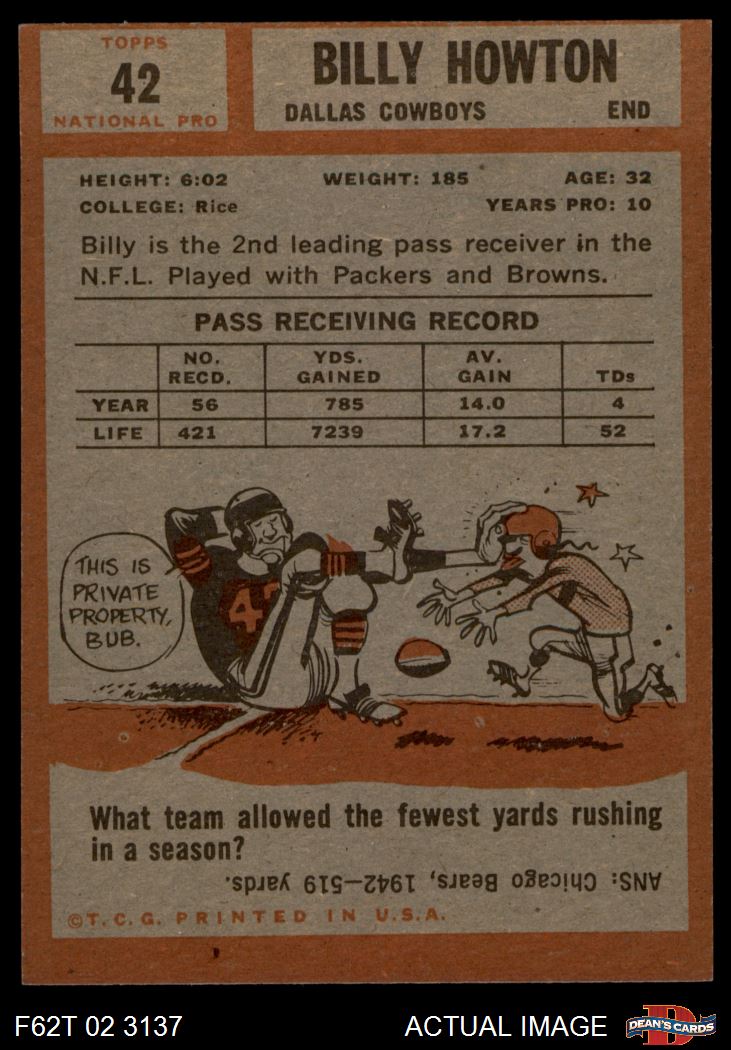 TOPPS
42
NATIONAL PRO
BILLY HOWTON
DALLAS COWBOYS END
HEIGHT: 6:02 WEIGHT: 185 AGE: 32
COLLEGE: Rice YEARS PRO: 10
Billy is the 2nd leading pass receiver in the
N.F.L. Played with Packers and Browns.
PASS RECEIVING RECORD
NO. RECD. YDS. GAINED AV. GAIN TDs
YEAR 56 785 14.0 4
LIFE 421 7239 17.2 52
THIS IS
PRIVATE
PROPERTY,
BUB.
42
What team allowed the fewest yards rushing
in a season?
ANS: Chicago Bears, 1942—519 yards.
©T.C.G. PRINTED IN U.S.A.
F62T 02 3137 ACTUAL IMAGE
D
DEAN'S CARDS